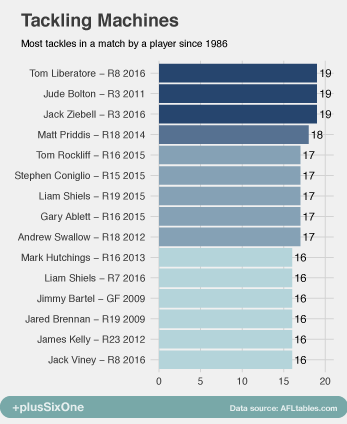 Tackling Machines
Most tackles in a match by a player since 1986
Tom Liberatore – R8 2016 19
Jude Bolton – R3 2011 19
Jack Ziebell – R3 2016 19
Matt Priddis – R18 2014 18
Tom Rockliff – R16 2015 17
Stephen Coniglio – R15 2015 17
Liam Shiels – R19 2015 17
Gary Ablett – R16 2015 17
Andrew Swallow – R18 2012 17
Mark Hutchings – R16 2013 16
Liam Shiels – R7 2016 16
Jimmy Bartel – GF 2009 16
Jared Brennan – R19 2009 16
James Kelly – R23 2012 16
Jack Viney – R8 2016 16
0 5 10 15 20
+plusSixOne Data source: AFLtables.com